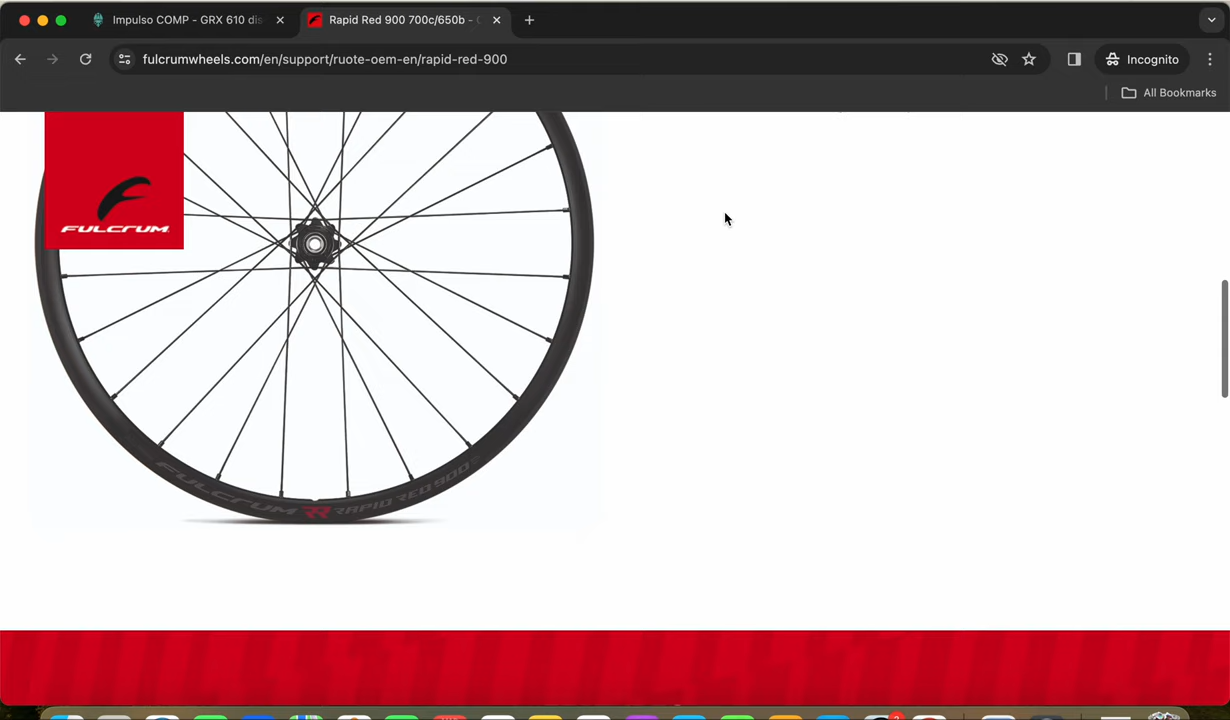 Impulso COMP - GRX 610 dis
Rapid Red 900 700c/650b -
fulcrumwheels.com/en/support/ruote-oem-en/rapid-red-900
Incognito
All Bookmarks
FULCRUM
FULCRUM RR RAPID RED 900